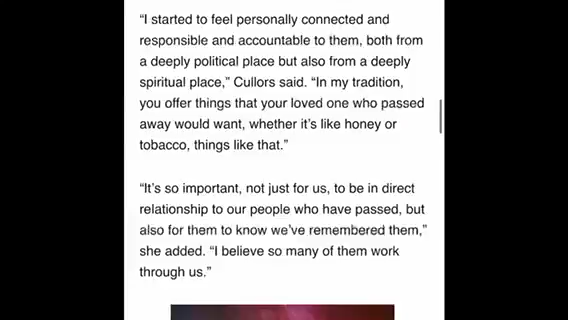 “I started to feel personally connected and
responsible and accountable to them, both from
a deeply political place but also from a deeply
spiritual place,” Cullors said. “In my tradition,
you offer things that your loved one who passed
away would want, whether it’s like honey or
tobacco, things like that.”
“It’s so important, not just for us, to be in direct
relationship to our people who have passed, but
also for them to know we’ve remembered them,”
she added. “I believe so many of them work
through us.”